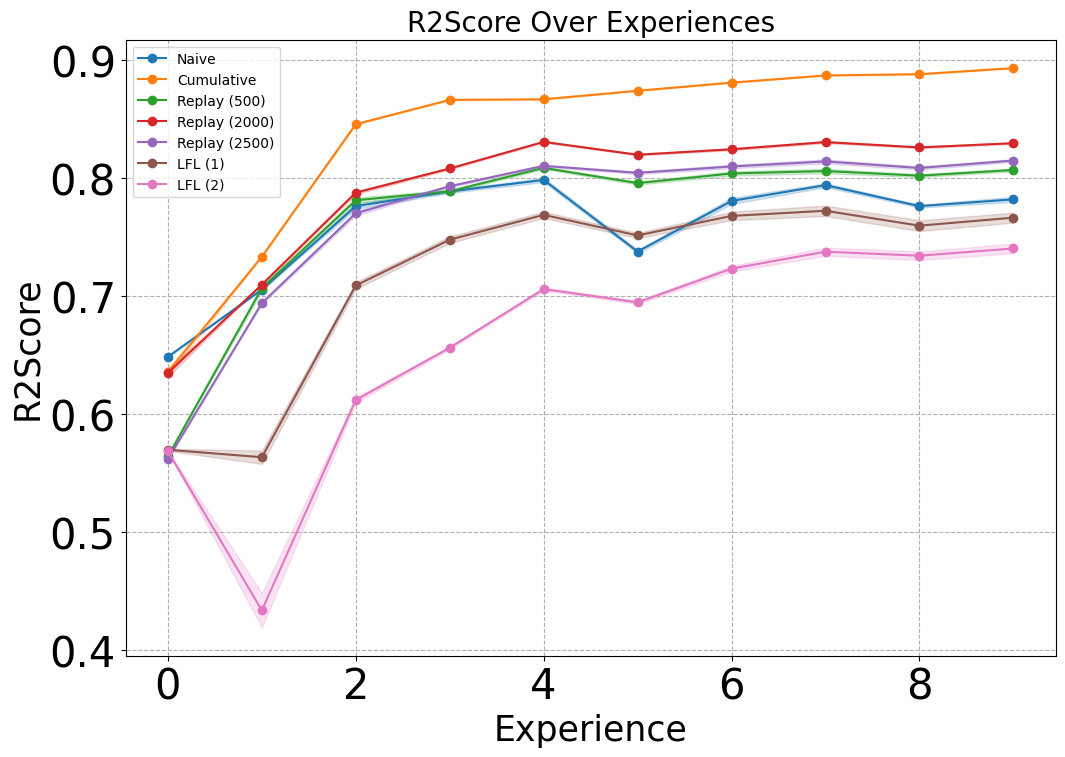 R2Score Over Experiences
Naive
Cumulative
Replay (500)
Replay (2000)
Replay (2500)
LFL (1)
LFL (2)
R2Score
0.9
0.8
0.7
0.6
0.5
0.4
0 2 4 6 8
Experience